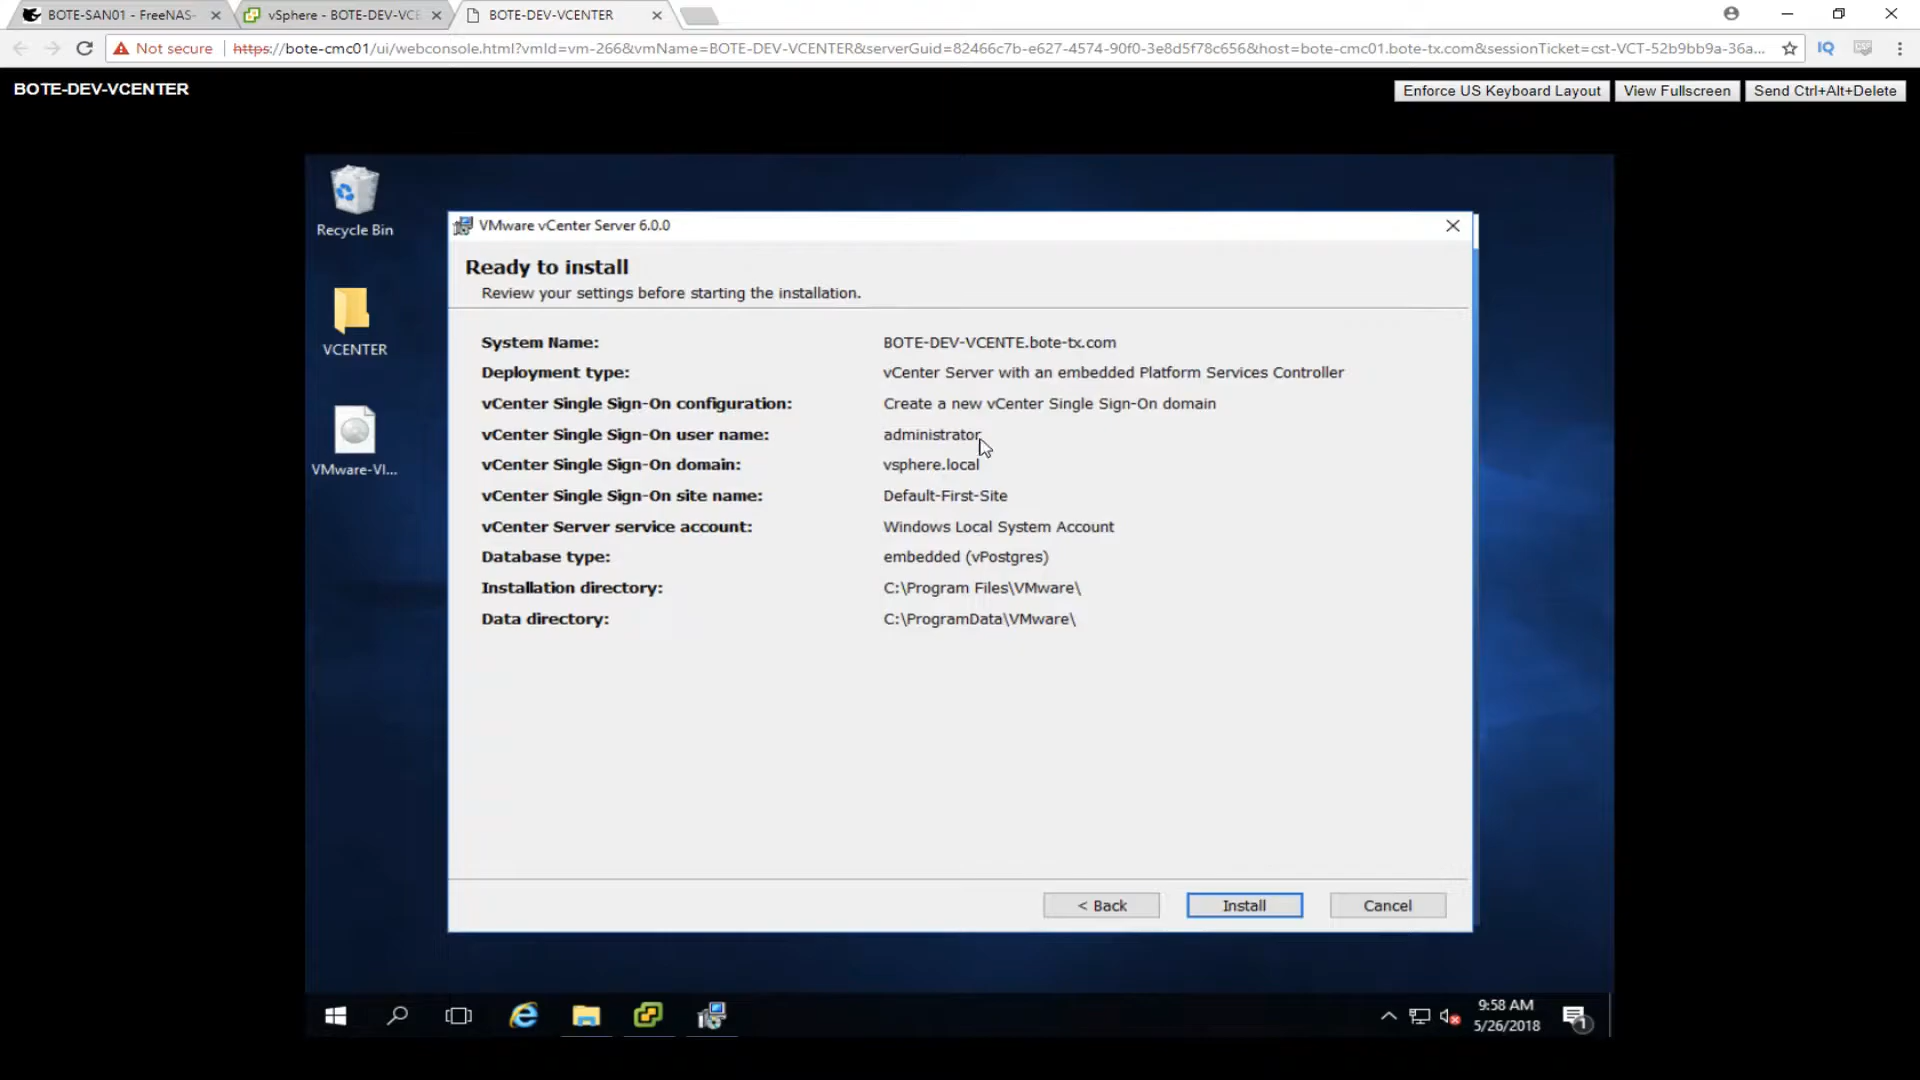 BOTE-SAN01 - FreeNAS-
vSphere - BOTE-DEV-VCE
BOTE-DEV-VCENTER
Not secure
https://bote-cmc01/ui/webconsole.html?vmId=vm-266&vmName=BOTE-DEV-VCENTER&serverGuid=82466c7b-e627-4574-90f0-3e8d5f78c656&host=bote-cmc01.bote-tx.com&sessionTicket=cst-VCT-52b9bb9a-36a...
IQ
BOTE-DEV-VCENTER
Enforce US Keyboard Layout
View Fullscreen
Send Ctrl+Alt+Delete
Recycle Bin
VCENTER
VMware-VI...
VMware vCenter Server 6.0.0
Ready to install
Review your settings before starting the installation.
System Name: BOTE-DEV-VCENTE.bote-tx.com
Deployment type: vCenter Server with an embedded Platform Services Controller
vCenter Single Sign-On configuration: Create a new vCenter Single Sign-On domain
vCenter Single Sign-On user name: administrator
vCenter Single Sign-On domain: vsphere.local
vCenter Single Sign-On site name: Default-First-Site
vCenter Server service account: Windows Local System Account
Database type: embedded (vPostgres)
Installation directory: C:\Program Files\VMware\
Data directory: C:\ProgramData\VMware\
< Back
Install
Cancel
9:58 AM
5/26/2018
1